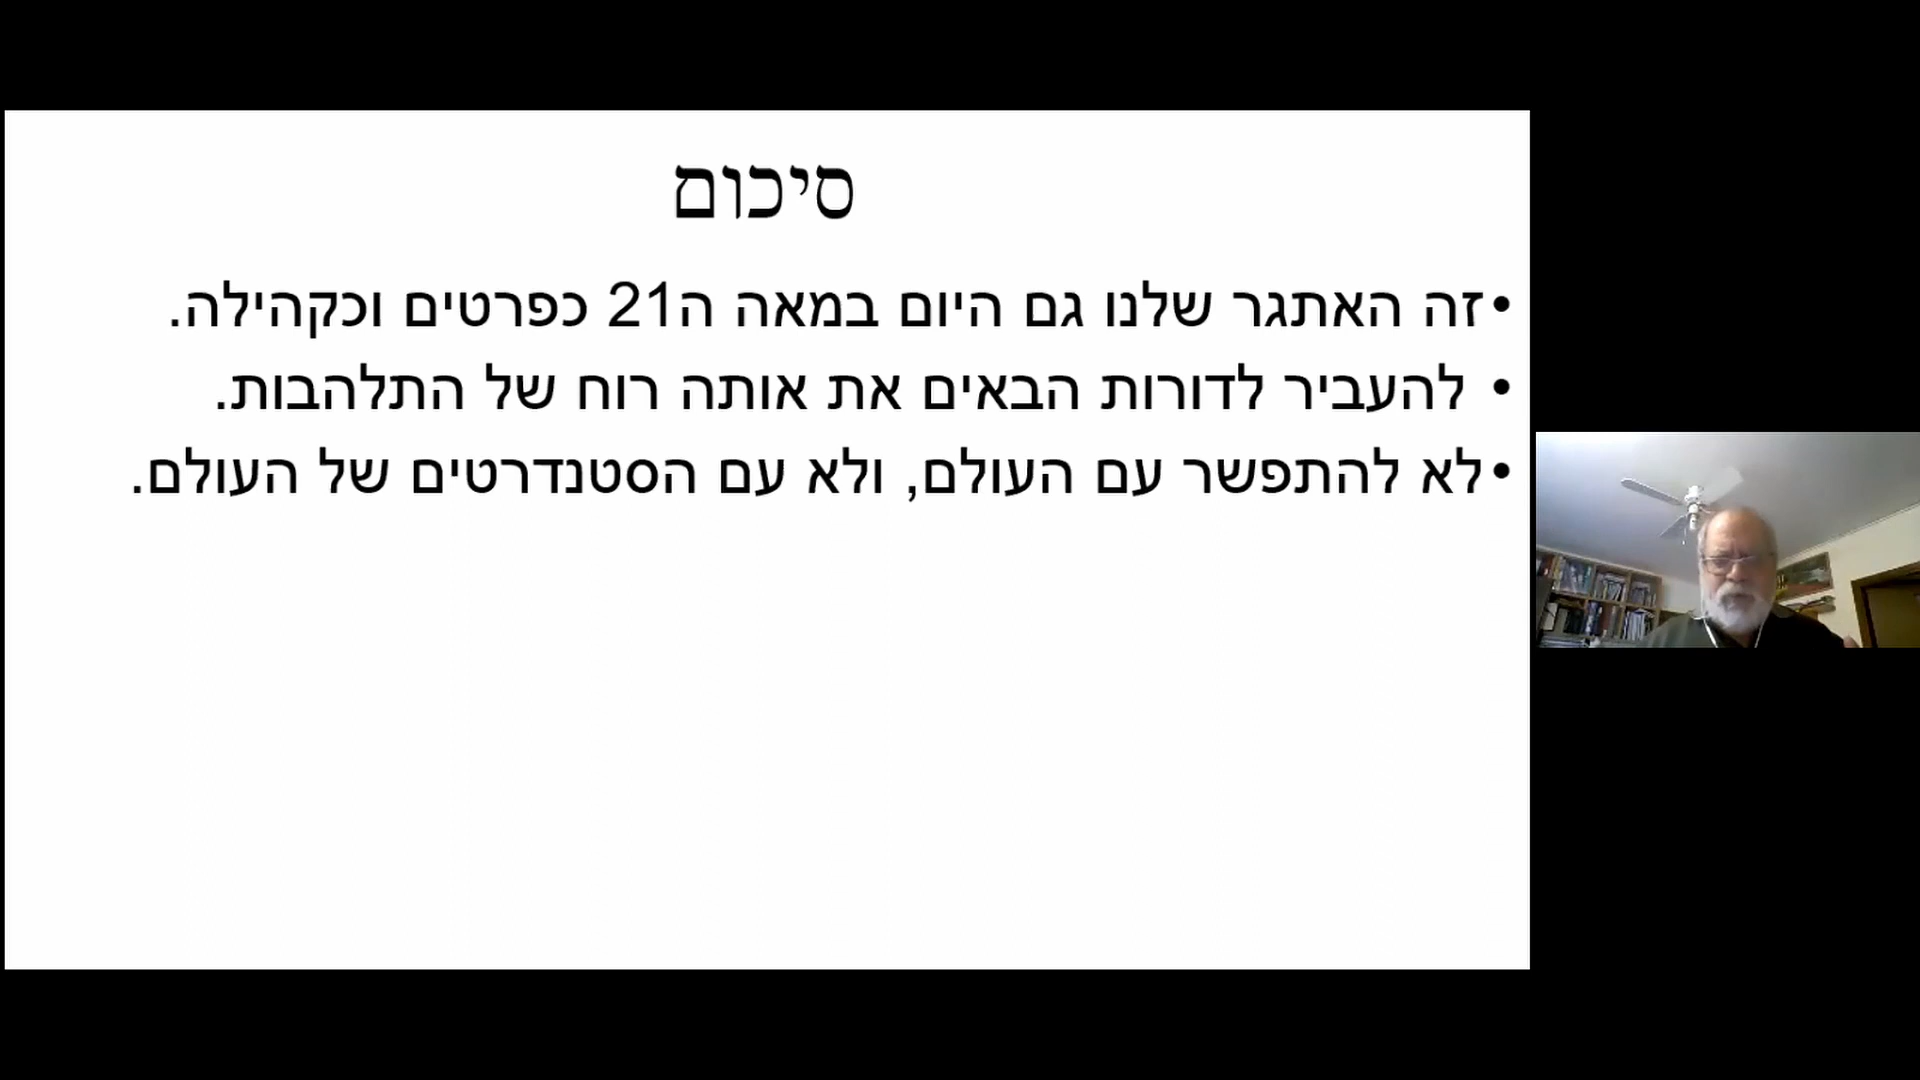 סיכום
•זה האתגר שלנו גם היום במאה ה21 כפרטים וכקהילה.
• להעביר לדורות הבאים את אותה רוח של התלהבות.
•לא להתפשר עם העולם, ולא עם הסטנדרטים של העולם.